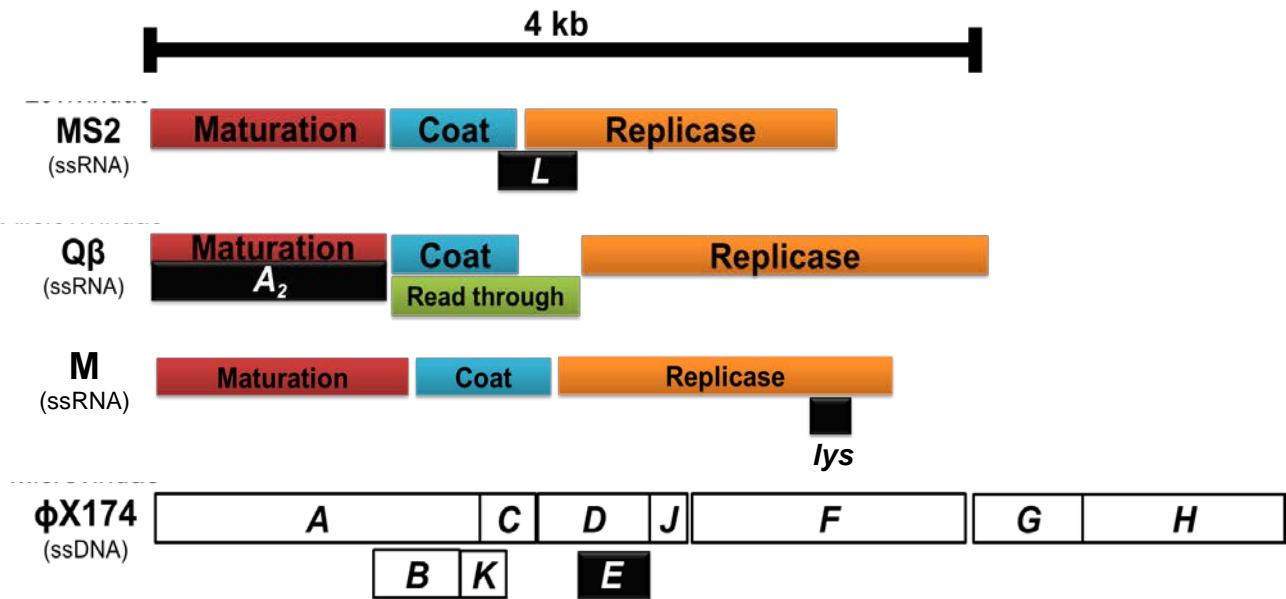 4 kb
MS2
(ssRNA)
Maturation
Coat
Replicase
L
Qβ
(ssRNA)
Maturation
A2
Coat
Read through
Replicase
M
(ssRNA)
Maturation
Coat
Replicase
lys
ϕX174
(ssDNA)
A
C
D
J
F
G
H
B
K
E